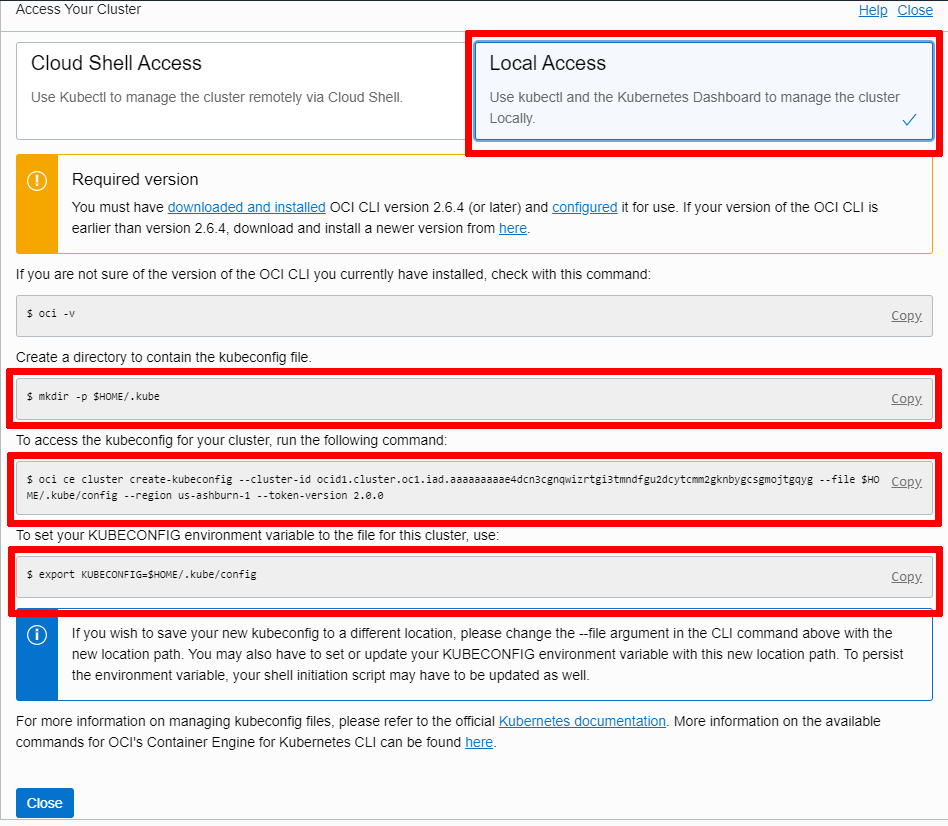 Access Your Cluster
Help Close
Cloud Shell Access
Use Kubectl to manage the cluster remotely via Cloud Shell.
Local Access
Use kubectl and the Kubernetes Dashboard to manage the cluster
Locally.
Required version
You must have downloaded and installed OCI CLI version 2.6.4 (or later) and configured it for use. If your version of the OCI CLI is
earlier than version 2.6.4, download and install a newer version from here.
If you are not sure of the version of the OCI CLI you currently have installed, check with this command:
$ oci -v
Copy
Create a directory to contain the kubeconfig file.
$ mkdir -p $HOME/.kube
Copy
To access the kubeconfig for your cluster, run the following command:
$ oci ce cluster create-kubeconfig --cluster-id ocid1.cluster.oc1.iad.aaaaaaaaae4dcn3cgnqwizrtgi3tmndfgu2dcytcmm2gknbygcsgmojtgqyg --file $HO
ME/.kube/config --region us-ashburn-1 --token-version 2.0.0
Copy
To set your KUBECONFIG environment variable to the file for this cluster, use:
$ export KUBECONFIG=$HOME/.kube/config
Copy
If you wish to save your new kubeconfig to a different location, please change the --file argument in the CLI command above with the
new location path. You may also have to set or update your KUBECONFIG environment variable with this new location path. To persist
the environment variable, your shell initiation script may have to be updated as well.
For more information on managing kubeconfig files, please refer to the official Kubernetes documentation. More information on the available
commands for OCI's Container Engine for Kubernetes CLI can be found here.
Close